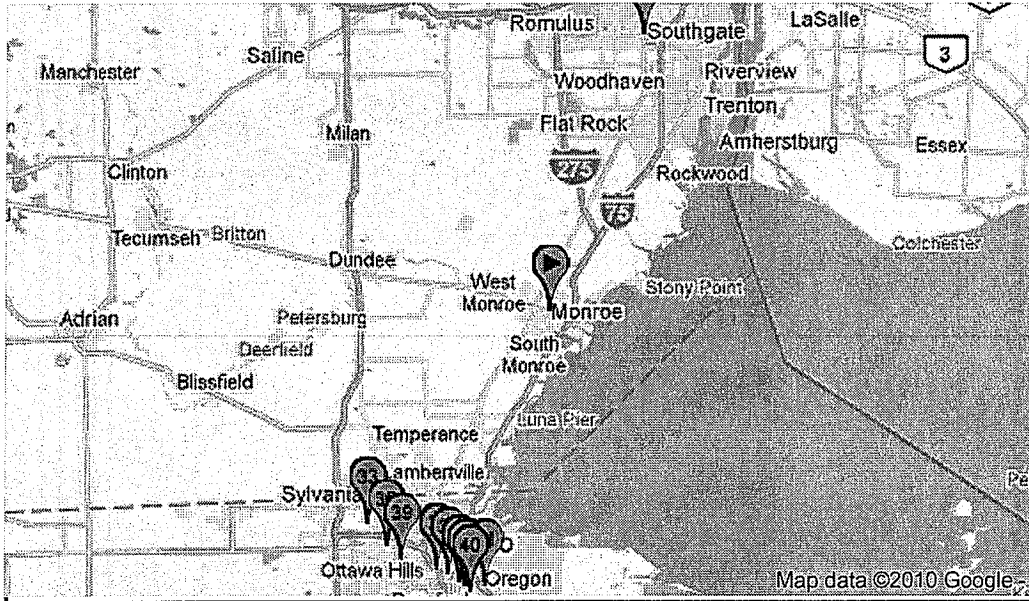 Romulus
Southgate
LaSalle
Saline
3
Manchester
Woodhaven
Riverview
Trenton
Flat Rock
Milan
Amherstburg
Essex
Clinton
275
Rockwood
75
Tecumseh
Britton
Colchester
Dundee
West
Monroe
Stony Point
Monroe
Adrian
Petersburg
Deerfield
South
Monroe
Blissfield
Luna Pier
Temperance
33
Lambertville
Sylvania
39
40
Ottawa Hills
Oregon
Map data ©2010 Google